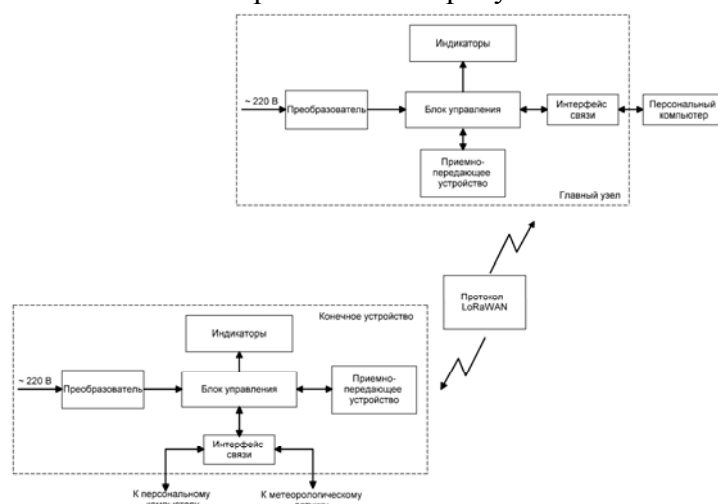 Индикаторы
~ 220 В
Преобразователь
Блок управления
Интерфейс
связи
Персональный
компьютер
Приемно-
передающее
устройство
Главный узел
Протокол
LoRaWAN
Конечное устройство
Индикаторы
~ 220 В
Преобразователь
Блок управления
Приемно-
передающее
устройство
Интерфейс
связи
К персональному
К метеорологическому